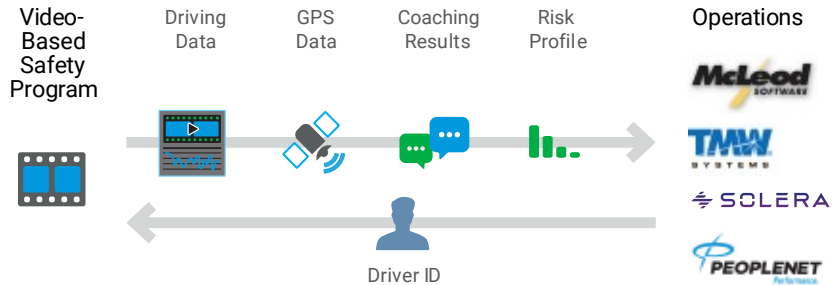 Video-
Based
Safety
Program
Driving
Data
GPS
Data
Coaching
Results
Risk
Profile
Operations
McLeod
SOFTWARE
TMW
SYSTEMS
SOLERA
PEOPLENET
Performance.
Driver ID